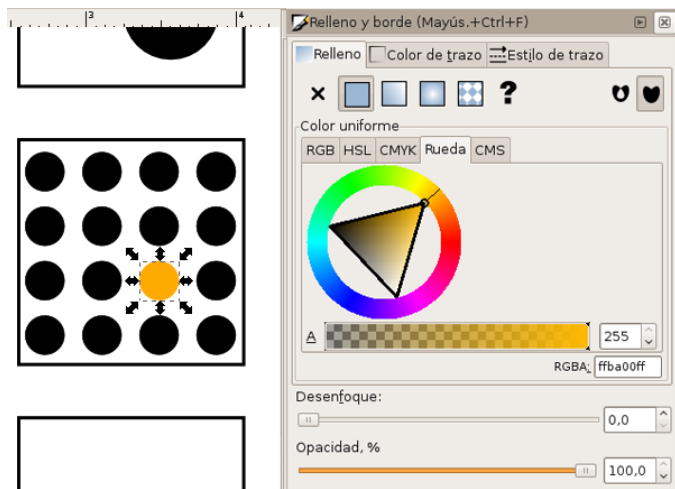 3
4
Relleno y borde (Mayús.+Ctrl+F)
Relleno Color de trazo Estilo de trazo
?
Color uniforme
RGB HSL CMYK Rueda CMS
A 255
RGBA: ffba00ff
Desenfoque:
0,0
Opacidad, %
100,0